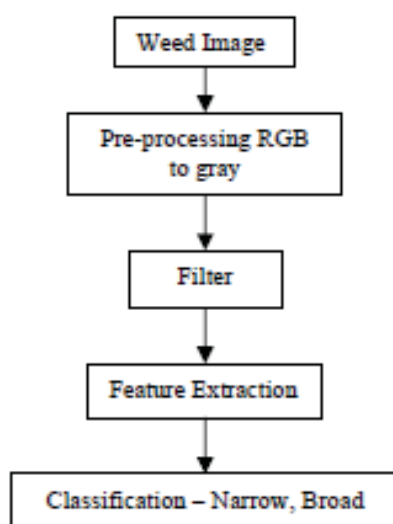 Weed Image
Pre-processing RGB
to gray
Filter
Feature Extraction
Classification – Narrow, Broad